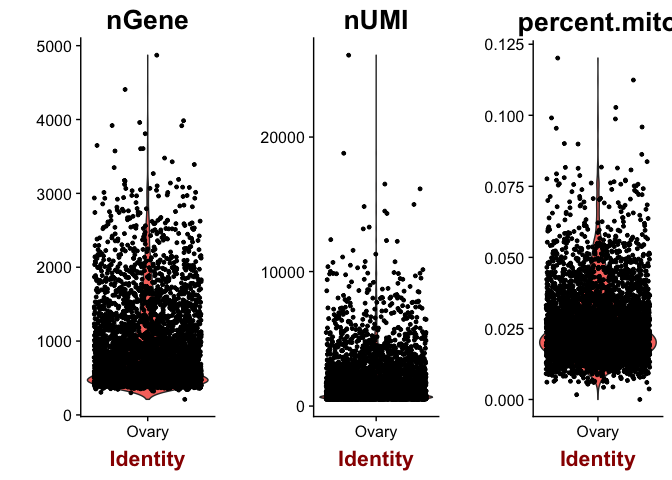 nGene
5000
4000
3000
2000
1000
0
Ovary
Identity
nUMI
20000
10000
0
Ovary
Identity
percent.mito
0.125
0.100
0.075
0.050
0.025
0.000
Ovary
Identity